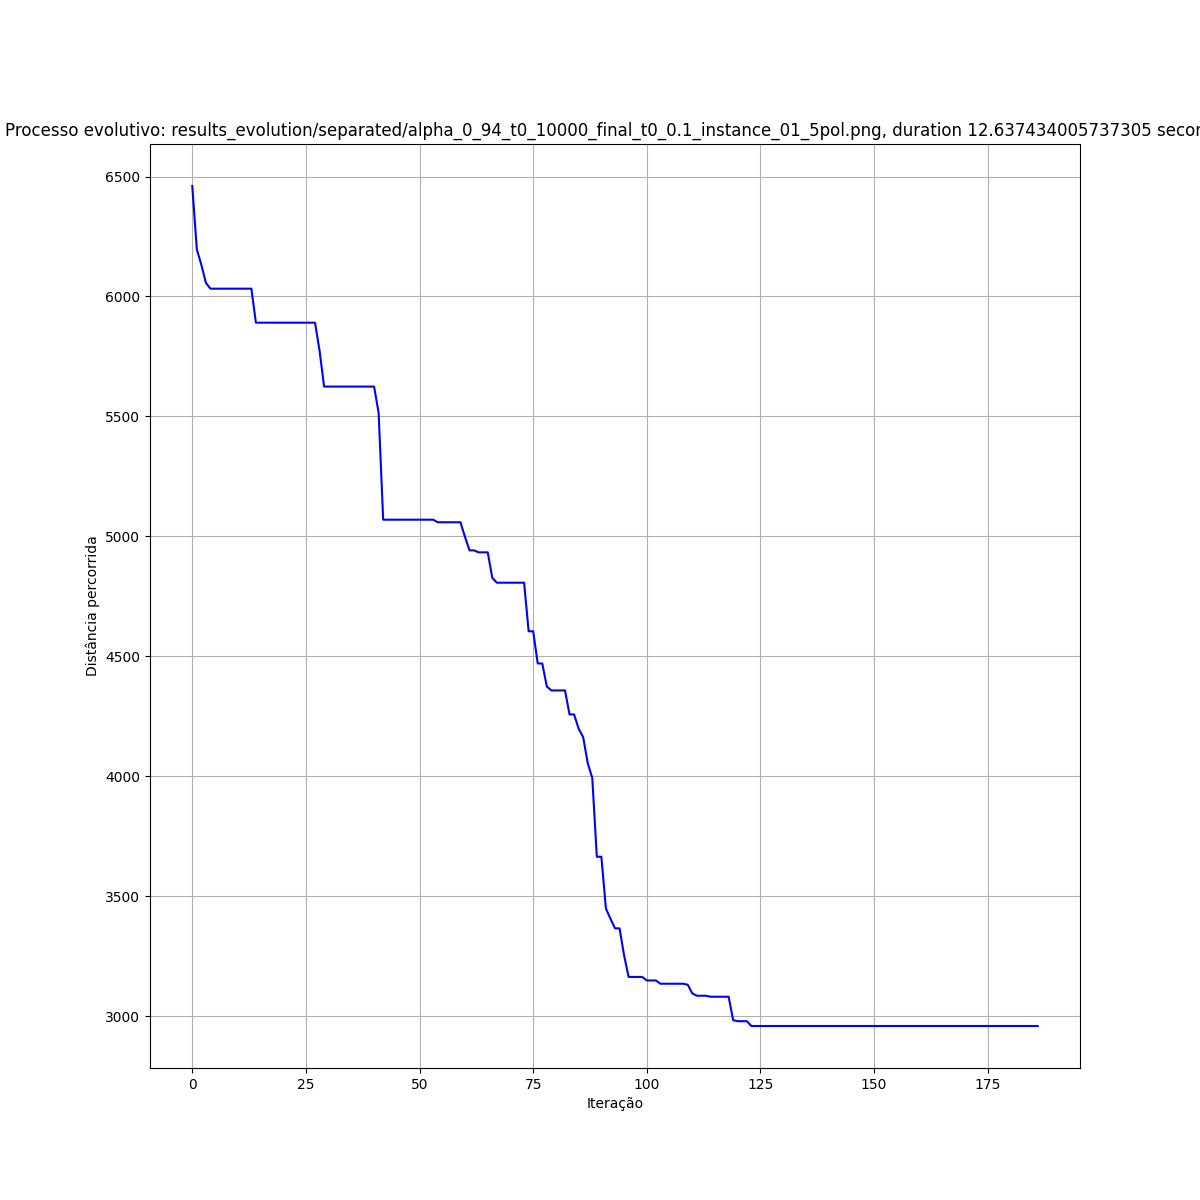 Processo evolutivo: results_evolution/separated/alpha_0_94_t0_10000_final_t0_0.1_instance_01_5pol.png, duration 12.637434005737305 secon
6500
6000
5500
5000
4500
4000
3500
3000
Distância percorrida
0 25 50 75 100 125 150 175
Iteração